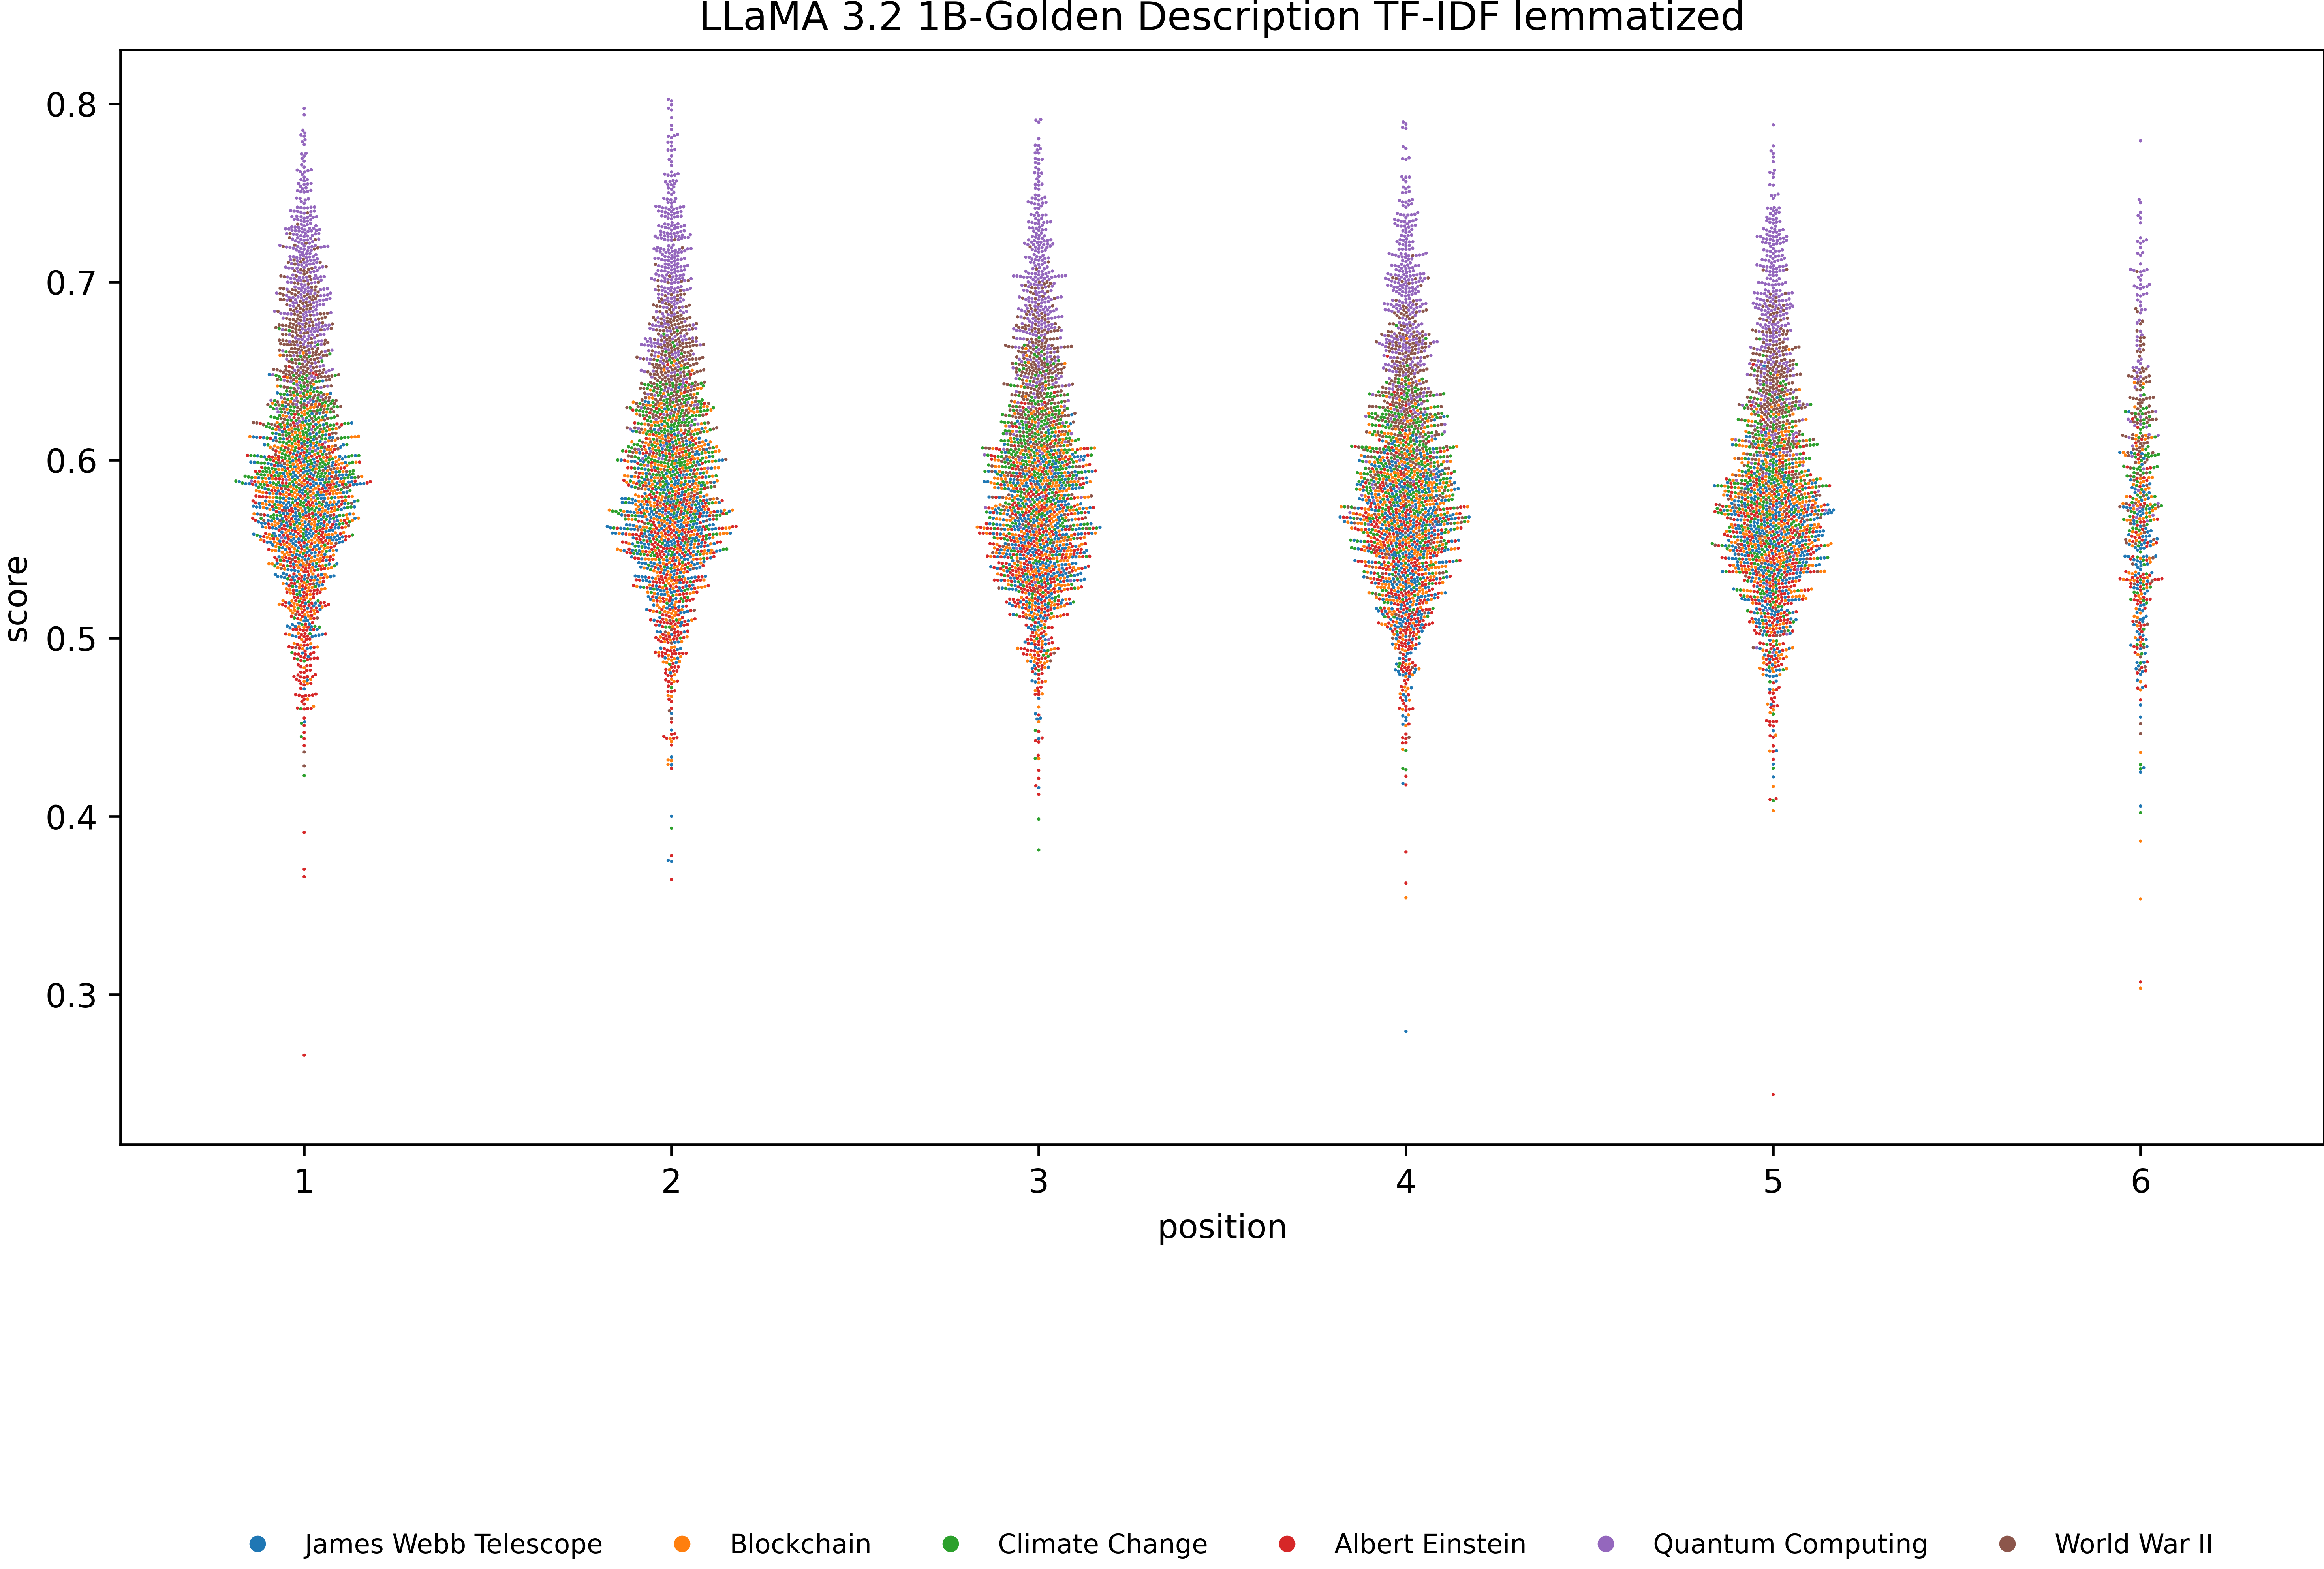 LLaMA 3.2 1B-Golden Description TF-IDF lemmatized
0.8
0.7
0.6
0.5
0.4
0.3
score
1 2 3 4 5 6
position
James Webb Telescope Blockchain Climate Change Albert Einstein Quantum Computing World War II